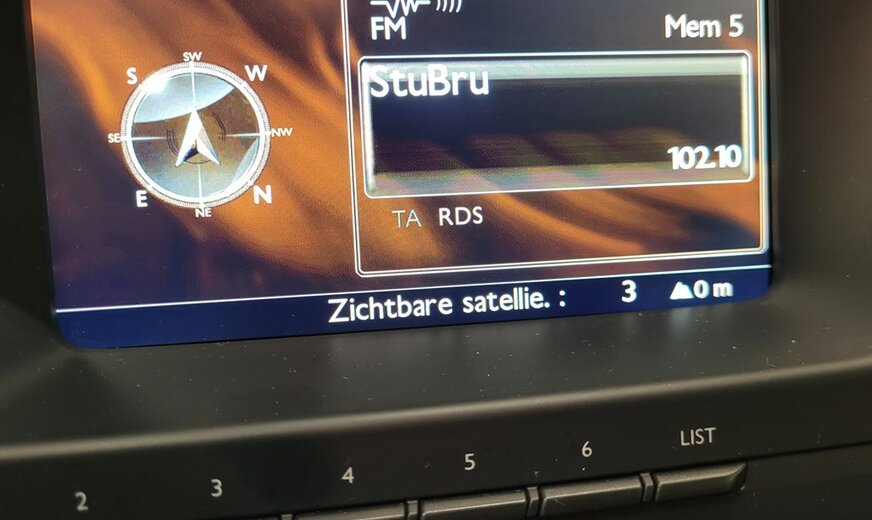 FM
Mem 5
StuBru
102.10
TA RDS
SW
S
W
SE
NW
E
N
NE
Zichtbare satellie. : 3 0 m
2 3 4 5 6 LIST